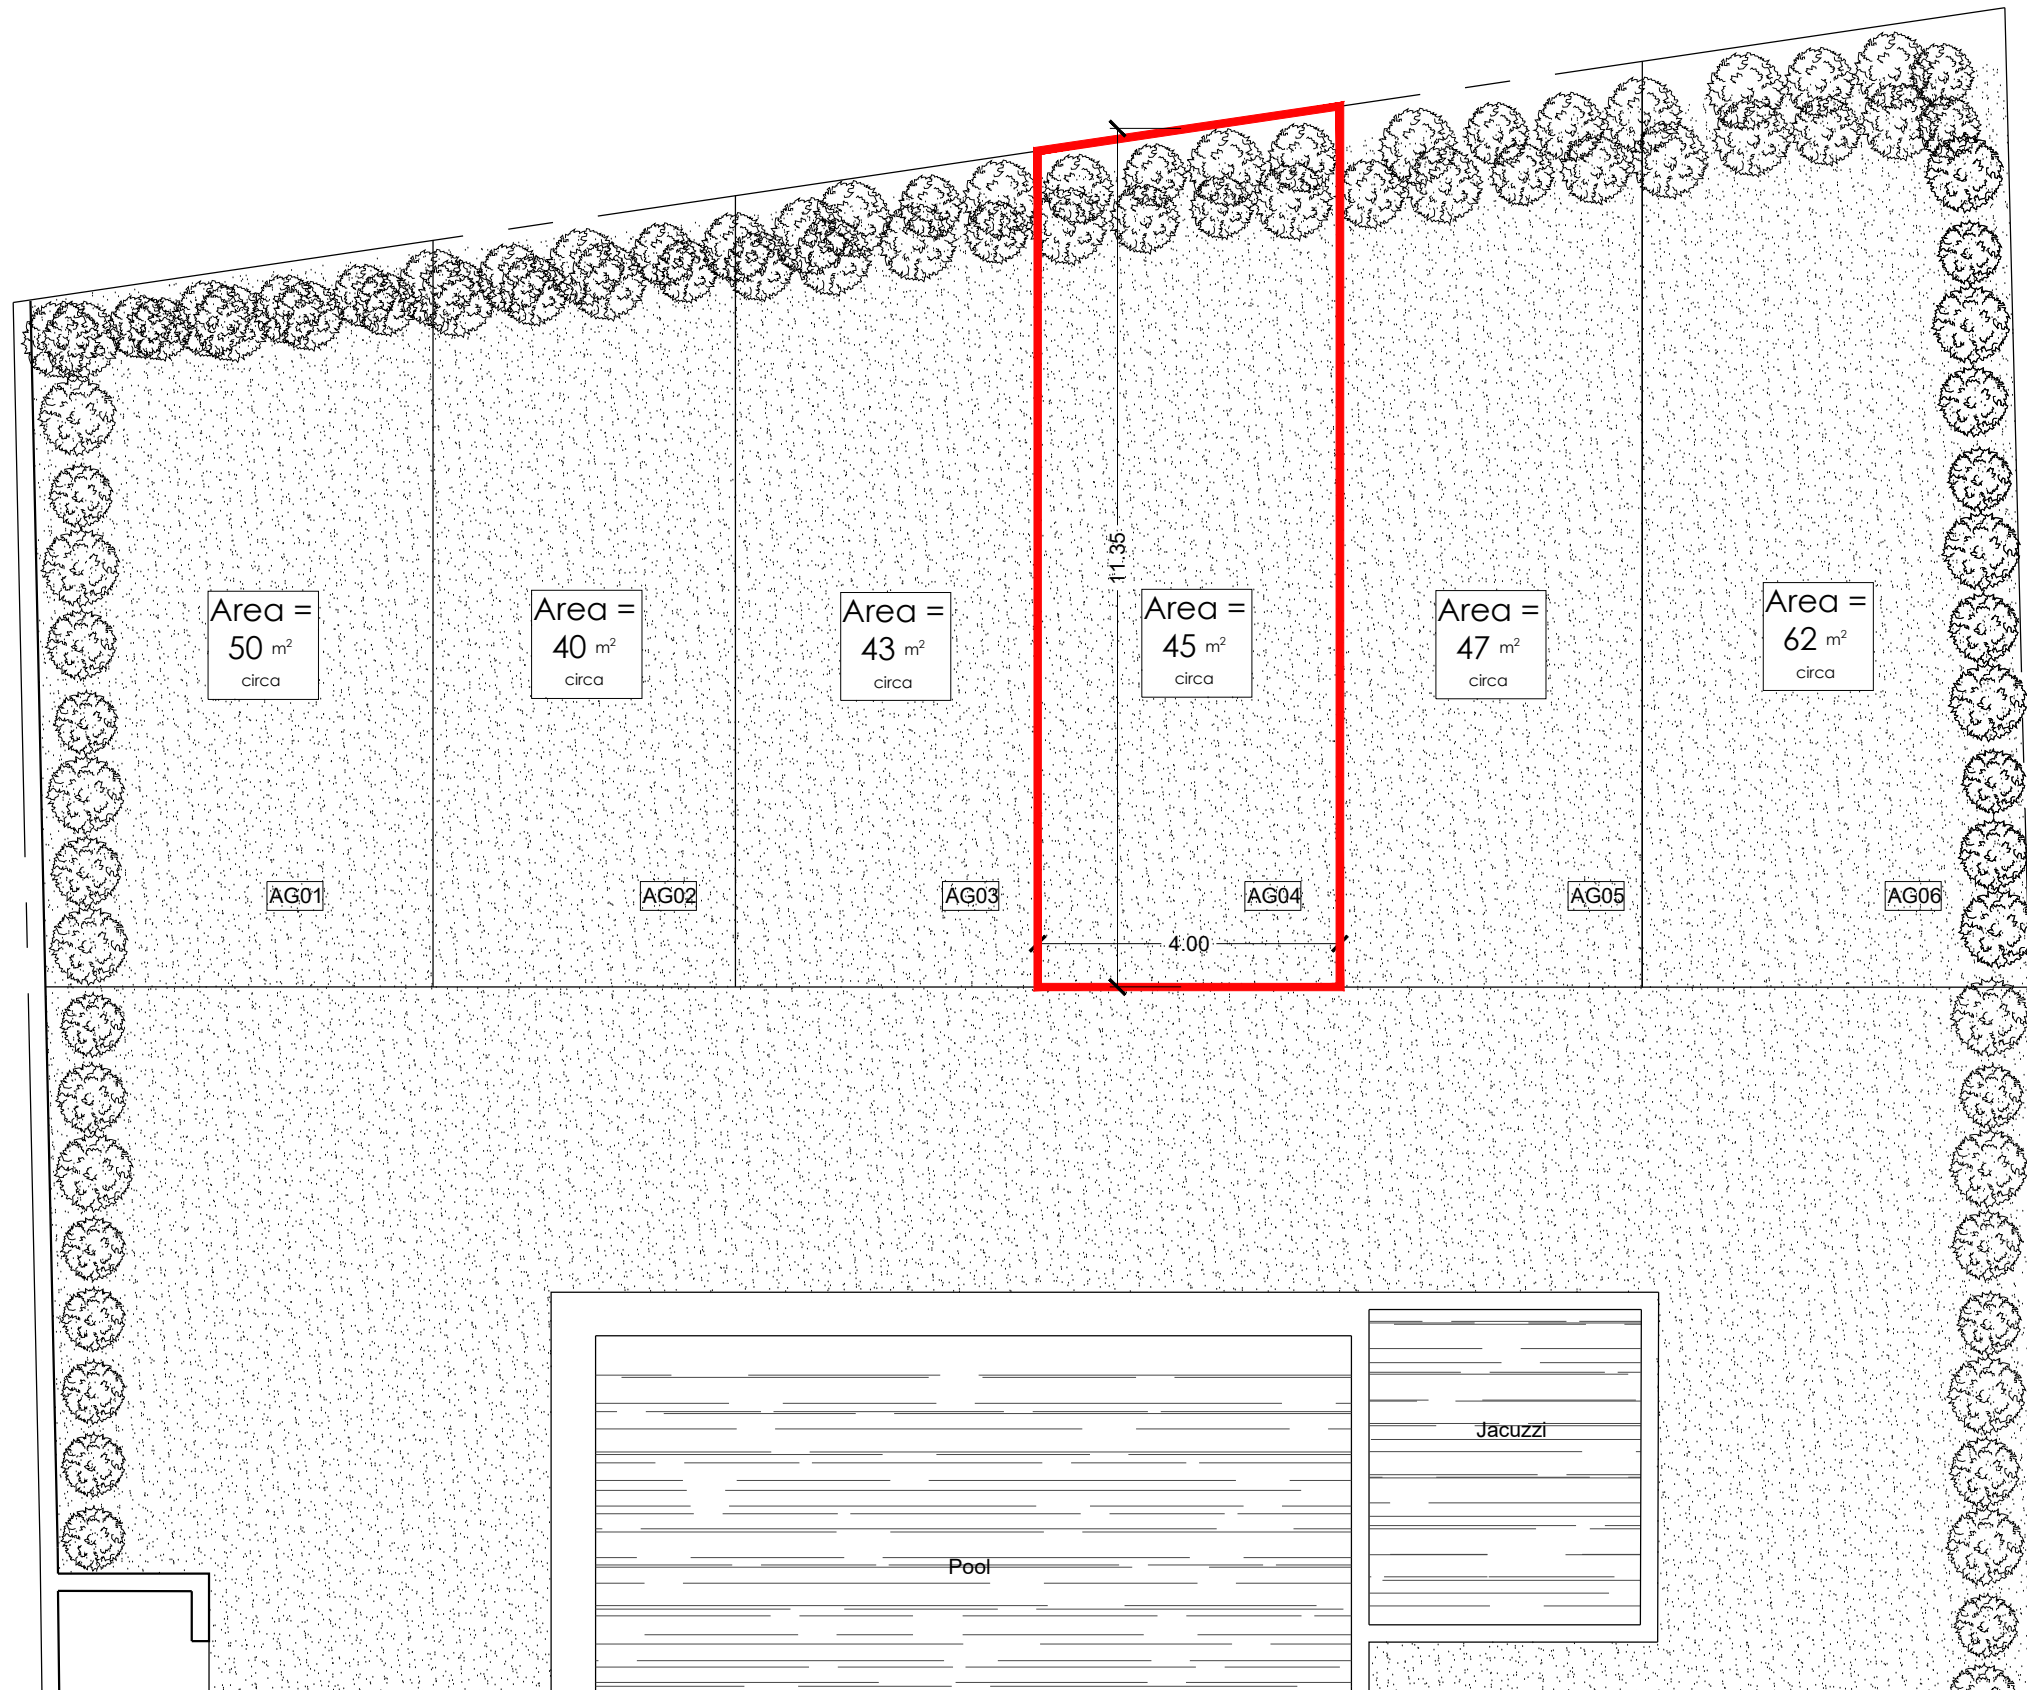 11.35
Area =
50 m²
circa
Area =
40 m²
circa
Area =
43 m²
circa
Area =
45 m²
circa
Area =
47 m²
circa
Area =
62 m²
circa
AG01
AG02
AG03
AG04
AG05
AG06
4.00
Jacuzzi
Pool